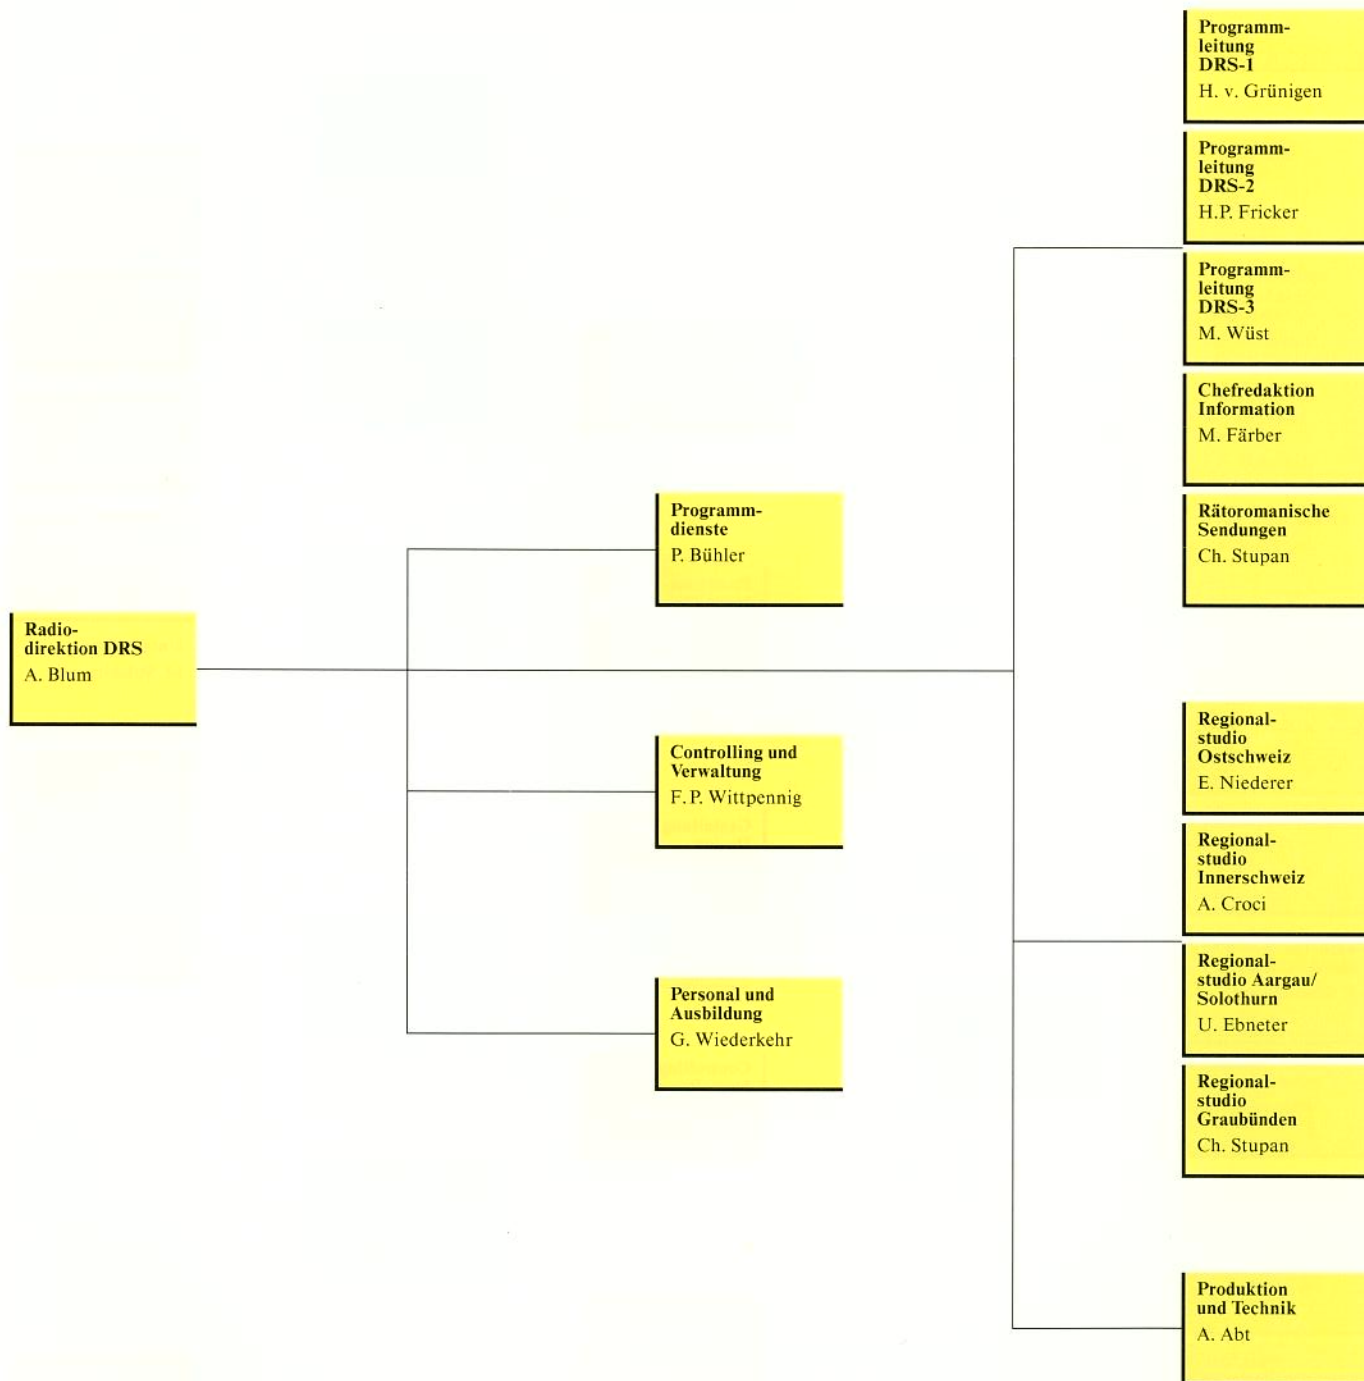 Radio-
direktion DRS
A. Blum
Programm-
dienste
P. Bühler
Controlling und
Verwaltung
F. P. Wittpennig
Personal und
Ausbildung
G. Wiederkehr
Programm-
leitung
DRS-1
H. v. Grünigen
Programm-
leitung
DRS-2
H.P. Fricker
Programm-
leitung
DRS-3
M. Wüst
Chefredaktion
Information
M. Färber
Rätoromanische
Sendungen
Ch. Stupan
Regional-
studio
Ostschweiz
E. Niederer
Regional-
studio
Innerschweiz
A. Croci
Regional-
studio Aargau/
Solothurn
U. Ebneter
Regional-
studio
Graubünden
Ch. Stupan
Produktion
und Technik
A. Abt